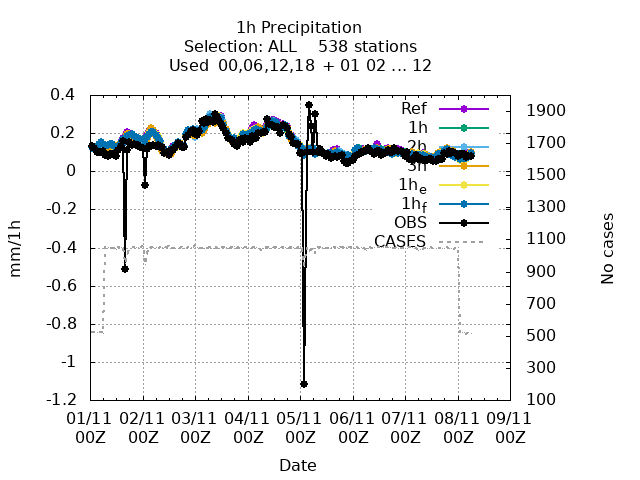 1h Precipitation
Selection: ALL    538 stations
Used  00,06,12,18  + 01 02 ... 12
0.4
0.2
0
-0.2
-0.4
-0.6
-0.8
-1
-1.2
mm/1h
1900
1700
1500
1300
1100
900
700
500
300
100
No cases
Ref
1h
2h
3h
1he
1hf
OBS
CASES
01/11 02/11 03/11 04/11 05/11 06/11 07/11 08/11 09/11
00Z 00Z 00Z 00Z 00Z 00Z 00Z 00Z 00Z
Date